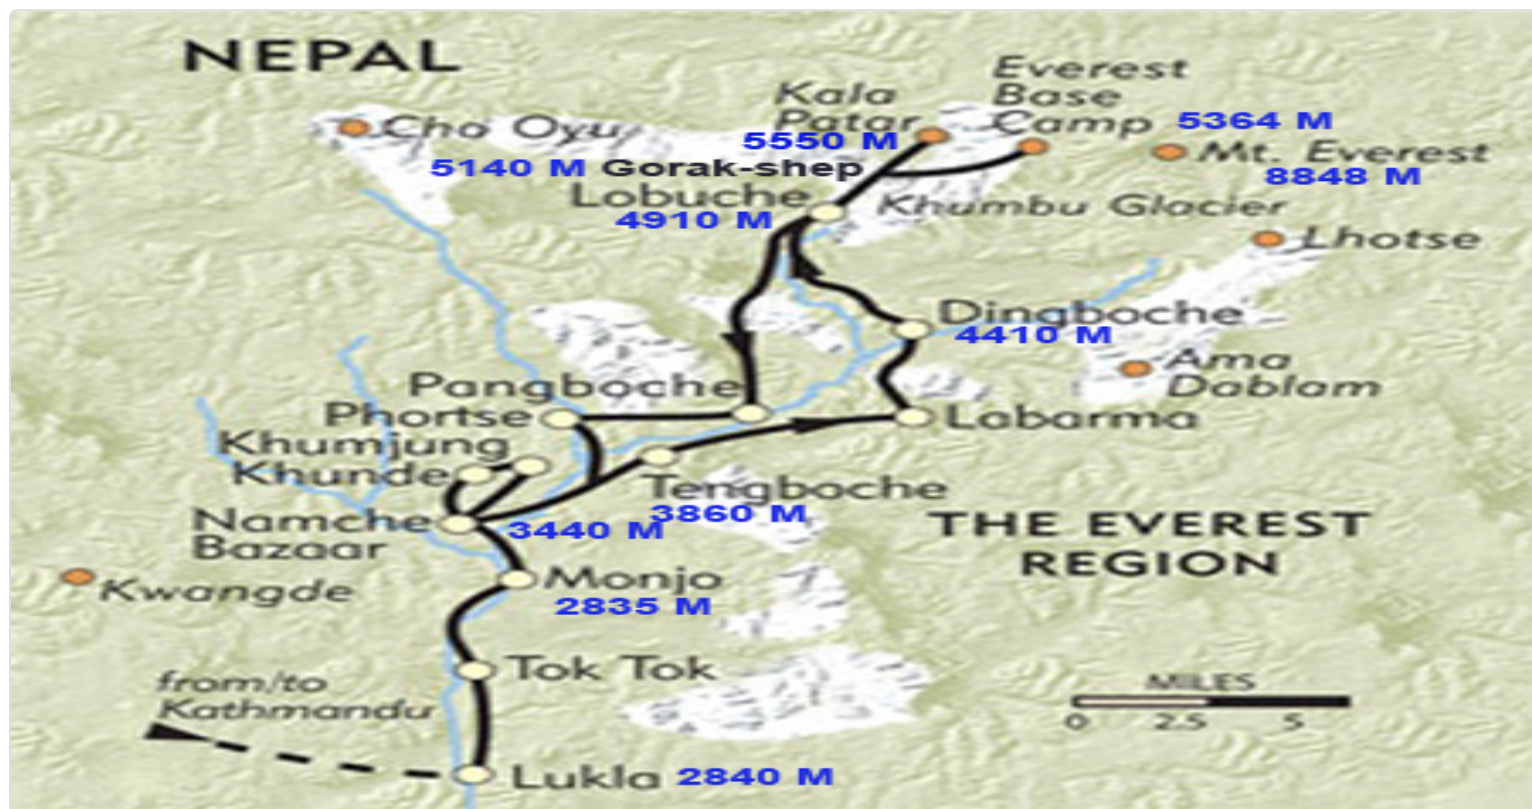 NEPAL
Everest
Base
Camp
Kala
Patar
5550 M
5364 M
Cho Oyu
Mt. Everest
8848 M
5140 M Gorak-shep
Lobuche
4910 M
Khumbu Glacier
Lhotse
Dingboche
4410 M
Ama
Dablam
Pangboche
Phortse
Labarma
Khumjung
Khunde
Tengboche
3860 M
Namche
Bazaar
3440 M
THE EVEREST
REGION
Monjo
2835 M
Kwangde
Tok Tok
from/to
Kathmandu
MILES
0 2.5 5
Lukla 2840 M